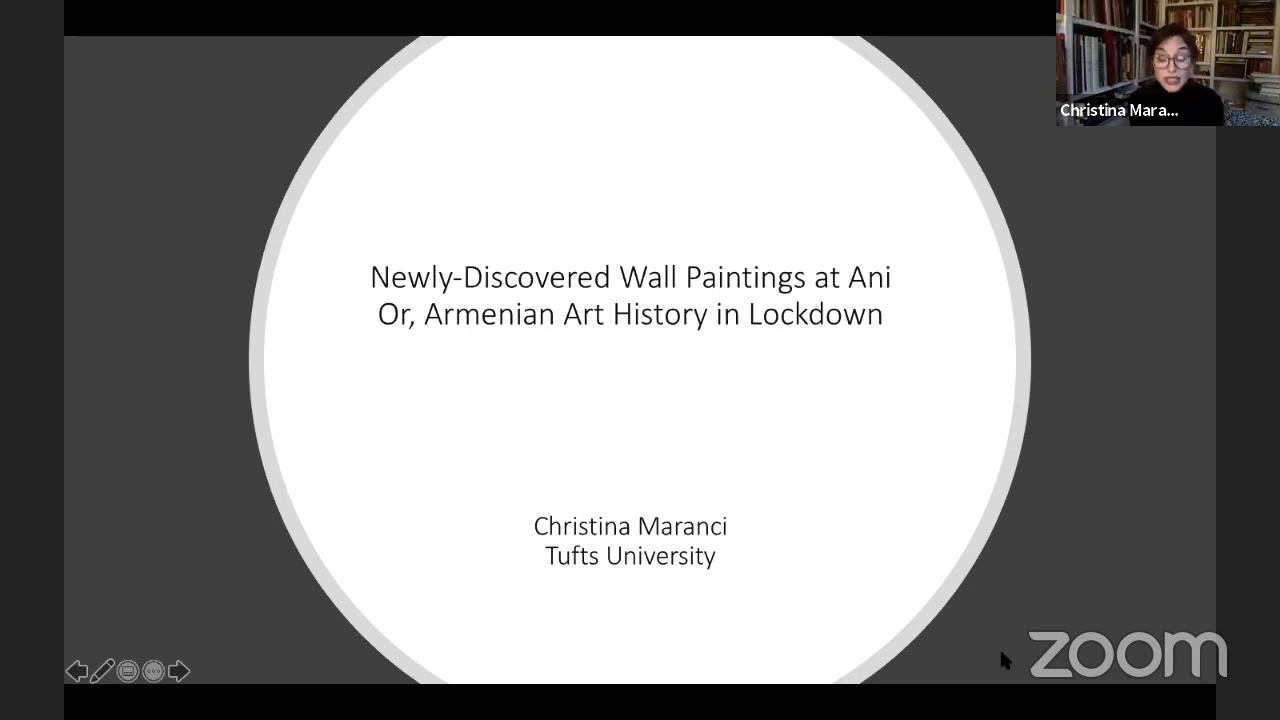 Christina Mara...
Newly-Discovered Wall Paintings at Ani
Or, Armenian Art History in Lockdown
Christina Maranci
Tufts University
zoom